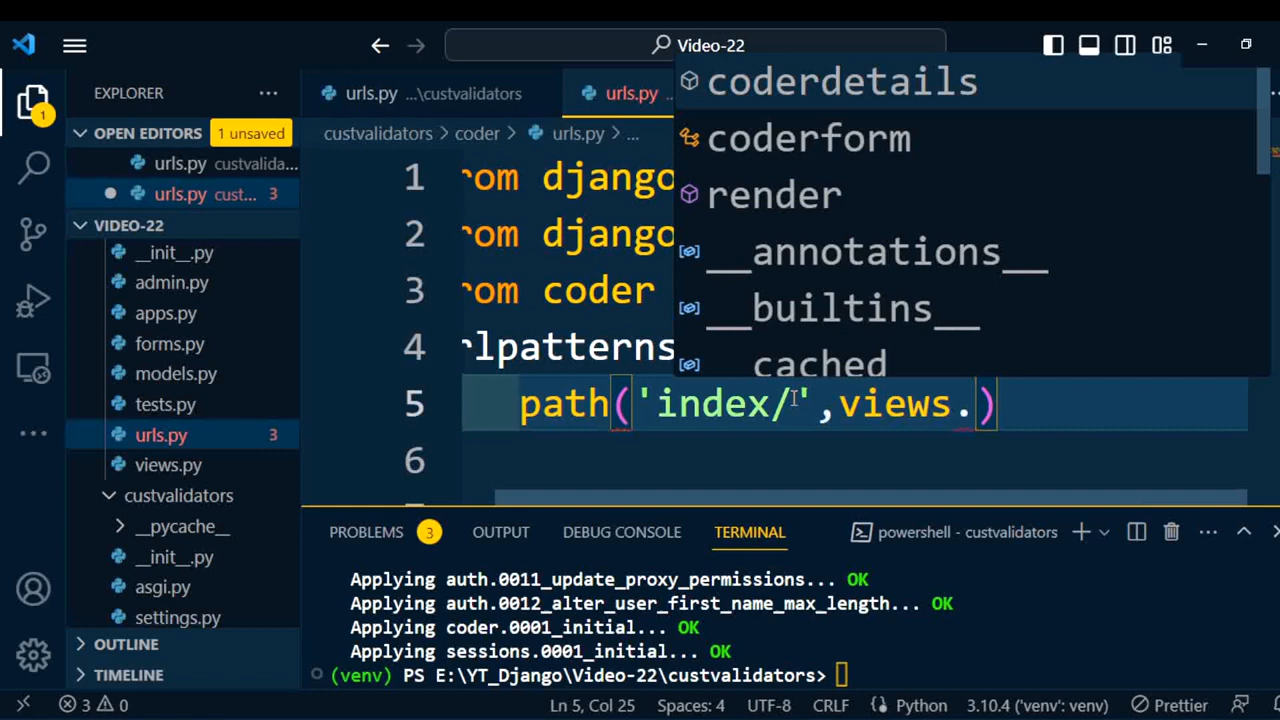 Video-22
EXPLORER
urls.py ...\custvalidators
urls.py ...
OPEN EDITORS
1 unsaved
urls.py custvalida...
urls.py cust... 3
VIDEO-22
__init__.py
admin.py
apps.py
forms.py
models.py
tests.py
urls.py 3
views.py
custvalidators
__pycache__
__init__.py
asgi.py
settings.py
OUTLINE
TIMELINE
1
custvalidators > coder > urls.py > ...
1 rom django
2 rom django
3 rom coder
4 rlpatterns
5 path('index/',views.)
6
coderdetails
coderform
render
__annotations__
__builtins__
__cached
PROBLEMS 3 OUTPUT DEBUG CONSOLE TERMINAL powershell - custvalidators
Applying auth.0011_update_proxy_permissions... OK
Applying auth.0012_alter_user_first_name_max_length... OK
Applying coder.0001_initial... OK
Applying sessions.0001_initial... OK
(venv) PS E:\YT_Django\Video-22\custvalidators>
3 0 Ln 5, Col 25 Spaces: 4 UTF-8 CRLF Python 3.10.4 ('venv': venv) Prettier